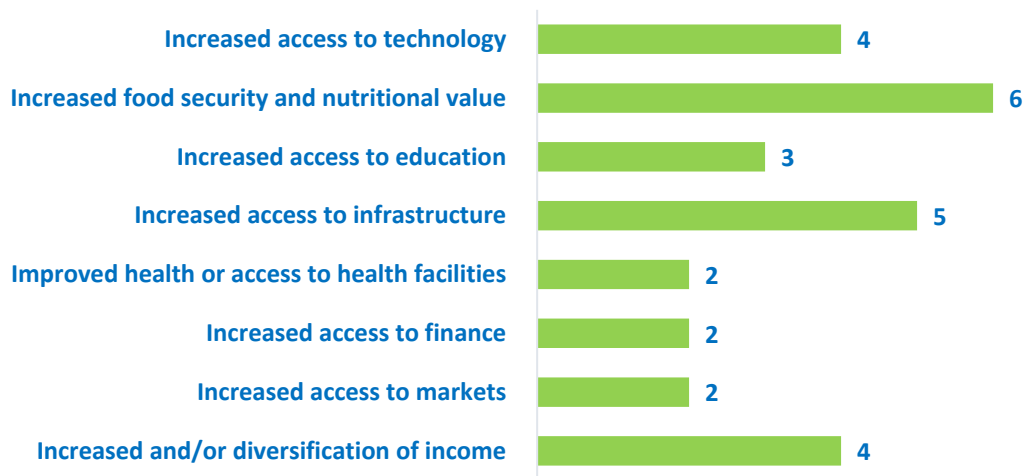 Increased access to technology 4
Increased food security and nutritional value 6
Increased access to education 3
Increased access to infrastructure 5
Improved health or access to health facilities 2
Increased access to finance 2
Increased access to markets 2
Increased and/or diversification of income 4